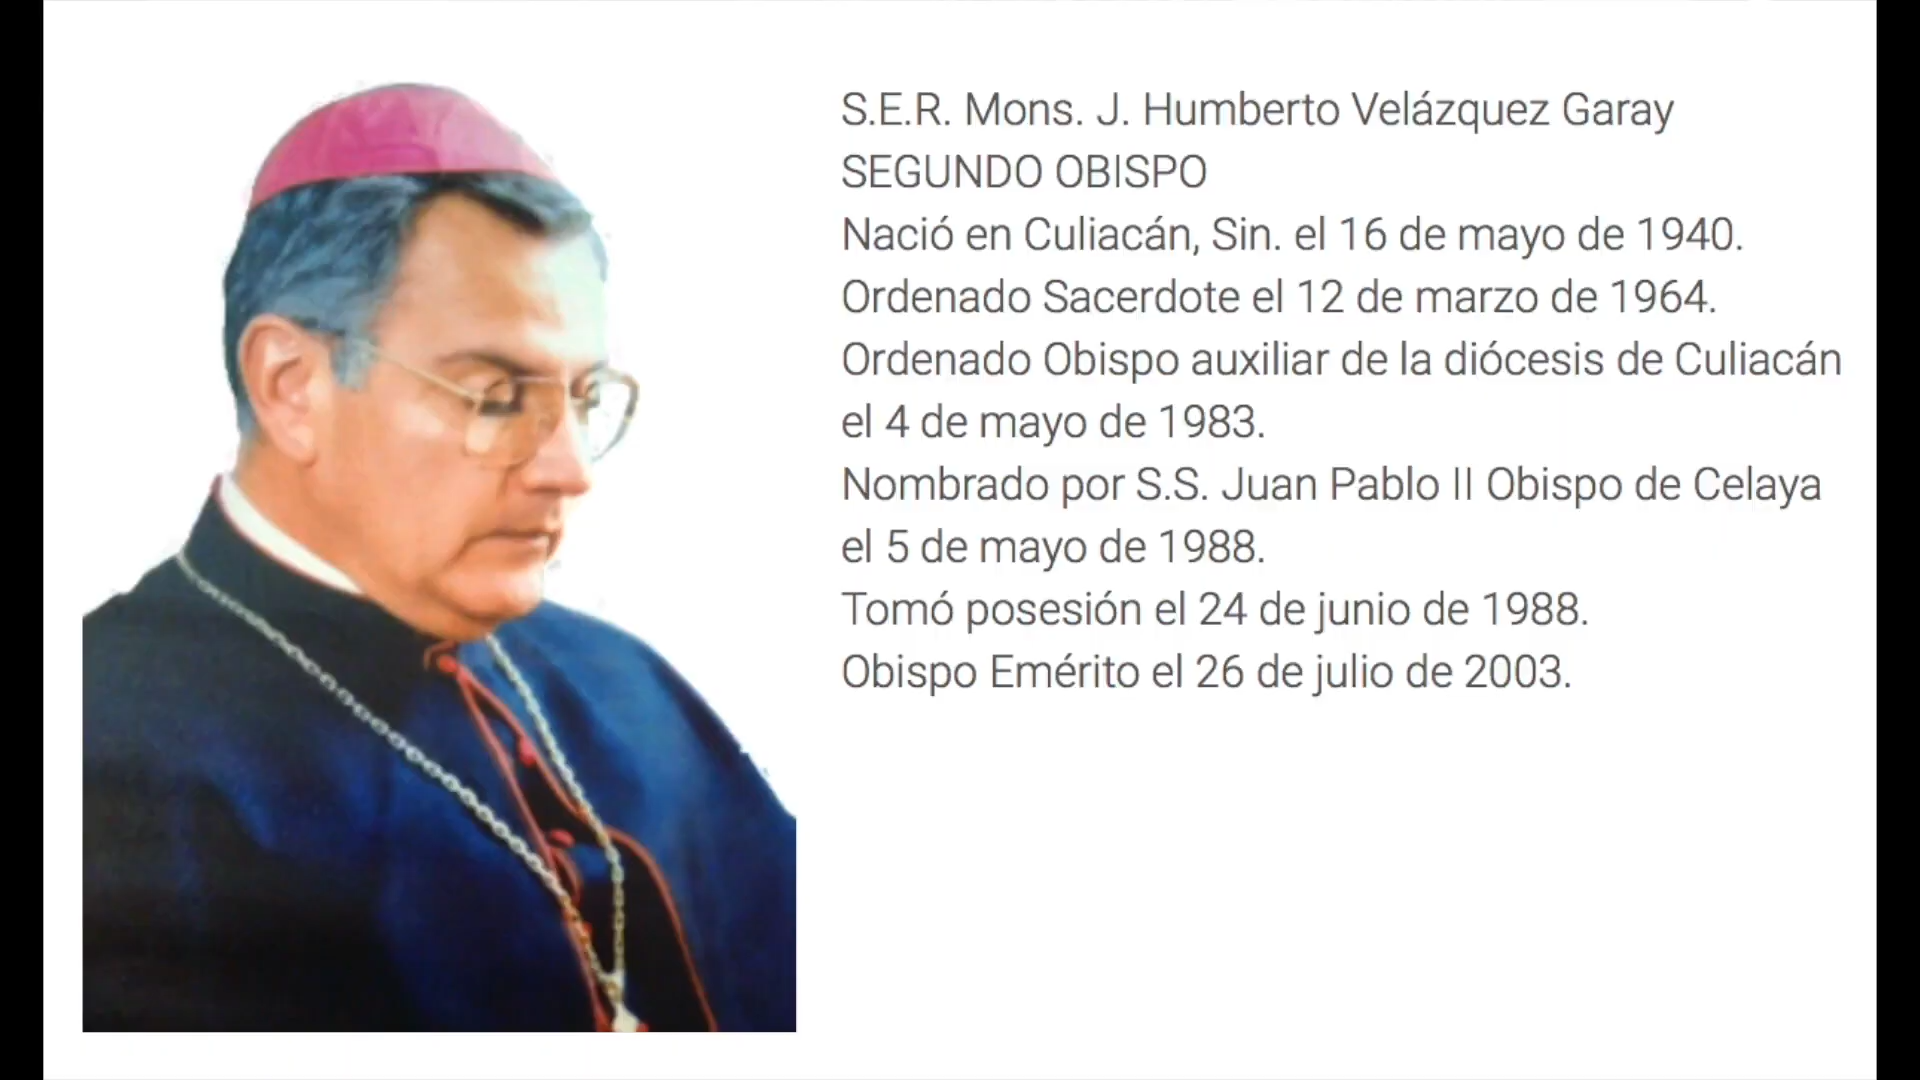 S.E.R. Mons. J. Humberto Velázquez Garay
SEGUNDO OBISPO
Nació en Culiacán, Sin. el 16 de mayo de 1940.
Ordenado Sacerdote el 12 de marzo de 1964.
Ordenado Obispo auxiliar de la diócesis de Culiacán
el 4 de mayo de 1983.
Nombrado por S.S. Juan Pablo II Obispo de Celaya
el 5 de mayo de 1988.
Tomó posesión el 24 de junio de 1988.
Obispo Emérito el 26 de julio de 2003.